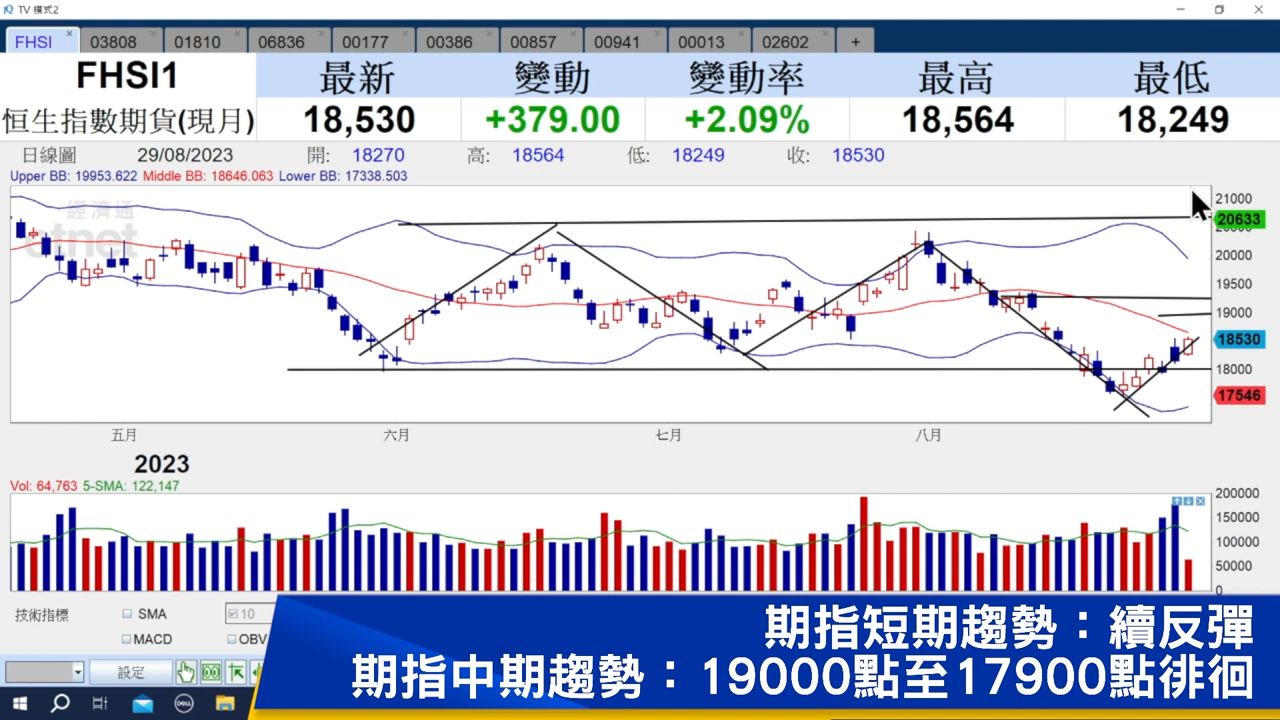 TV 模式2
FHSI 03808 01810 06836 00177 00386 00857 00941 00013 02602 +
FHSI1 最新 變動 變動率 最高 最低
恒生指數期貨(現月) 18,530 +379.00 +2.09% 18,564 18,249
日線圖 29/08/2023 開: 18270 高: 18564 低: 18249 收: 18530
Upper BB: 19953.622 Middle BB: 18646.063 Lower BB: 17338.503
經濟通
etnet
21000
20633
20000
19500
19000
18530
18000
17546
五月 六月 七月 八月
2023
Vol: 64,763 5-SMA: 122,147
200000
150000
100000
50000
0
技術指標 SMA 10
MACD OBV
設定
期指短期趨勢：續反彈
期指中期趨勢：19000點至17900點徘徊